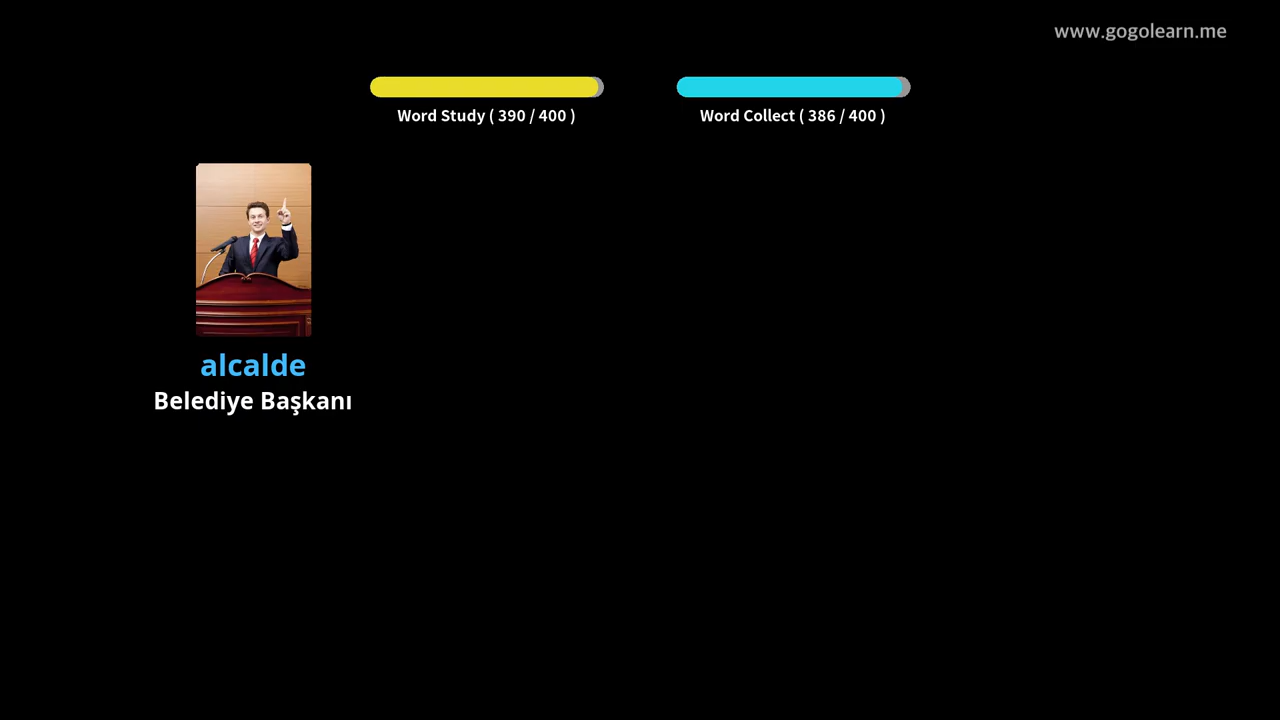 www.gogolearn.me
Word Study ( 390 / 400 )
Word Collect ( 386 / 400 )
alcalde
Belediye Başkanı